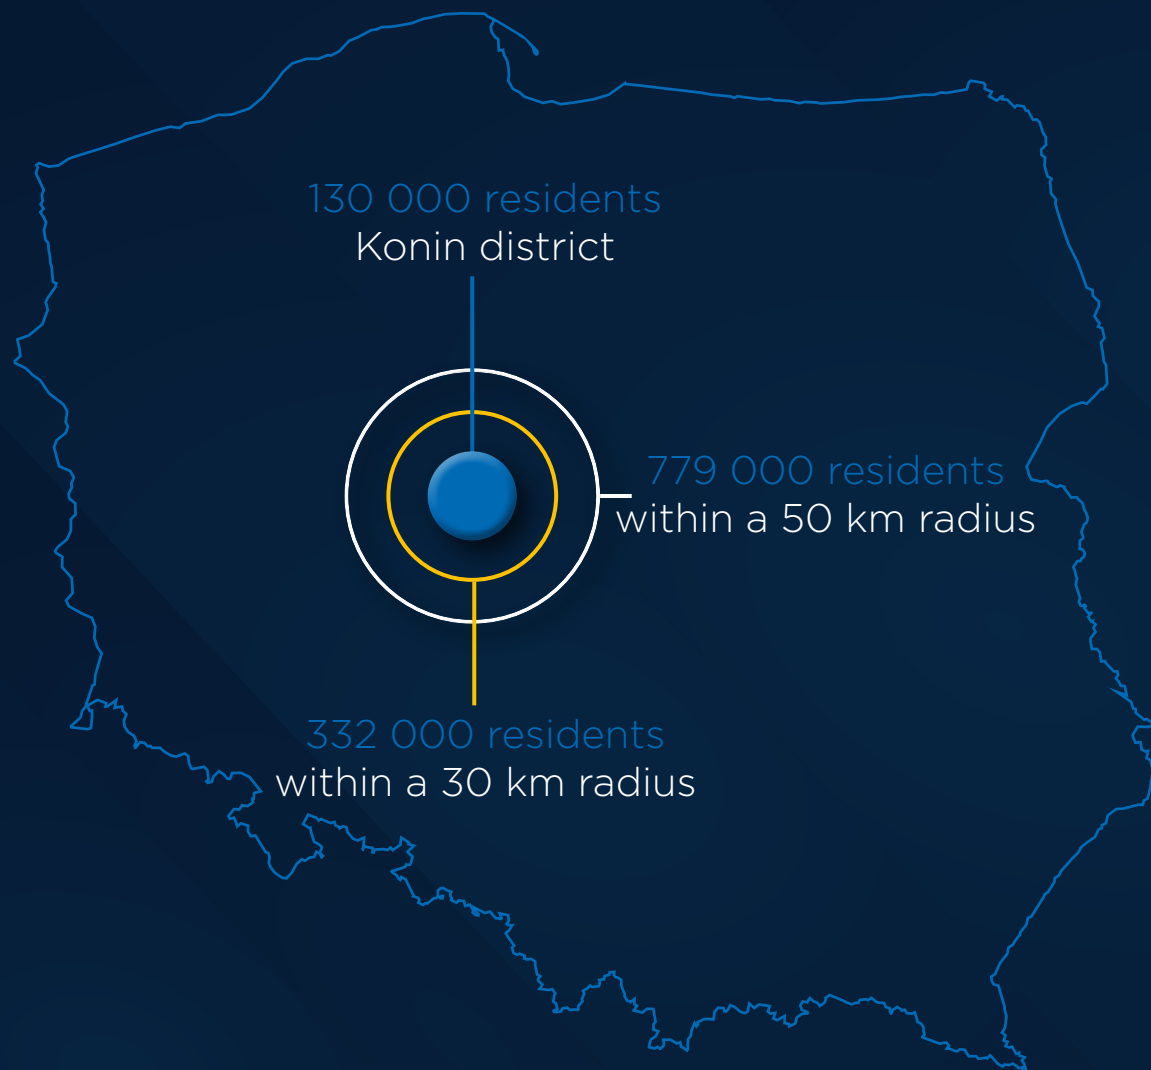 130 000 residents
Konin district
779 000 residents
within a 50 km radius
332 000 residents
within a 30 km radius